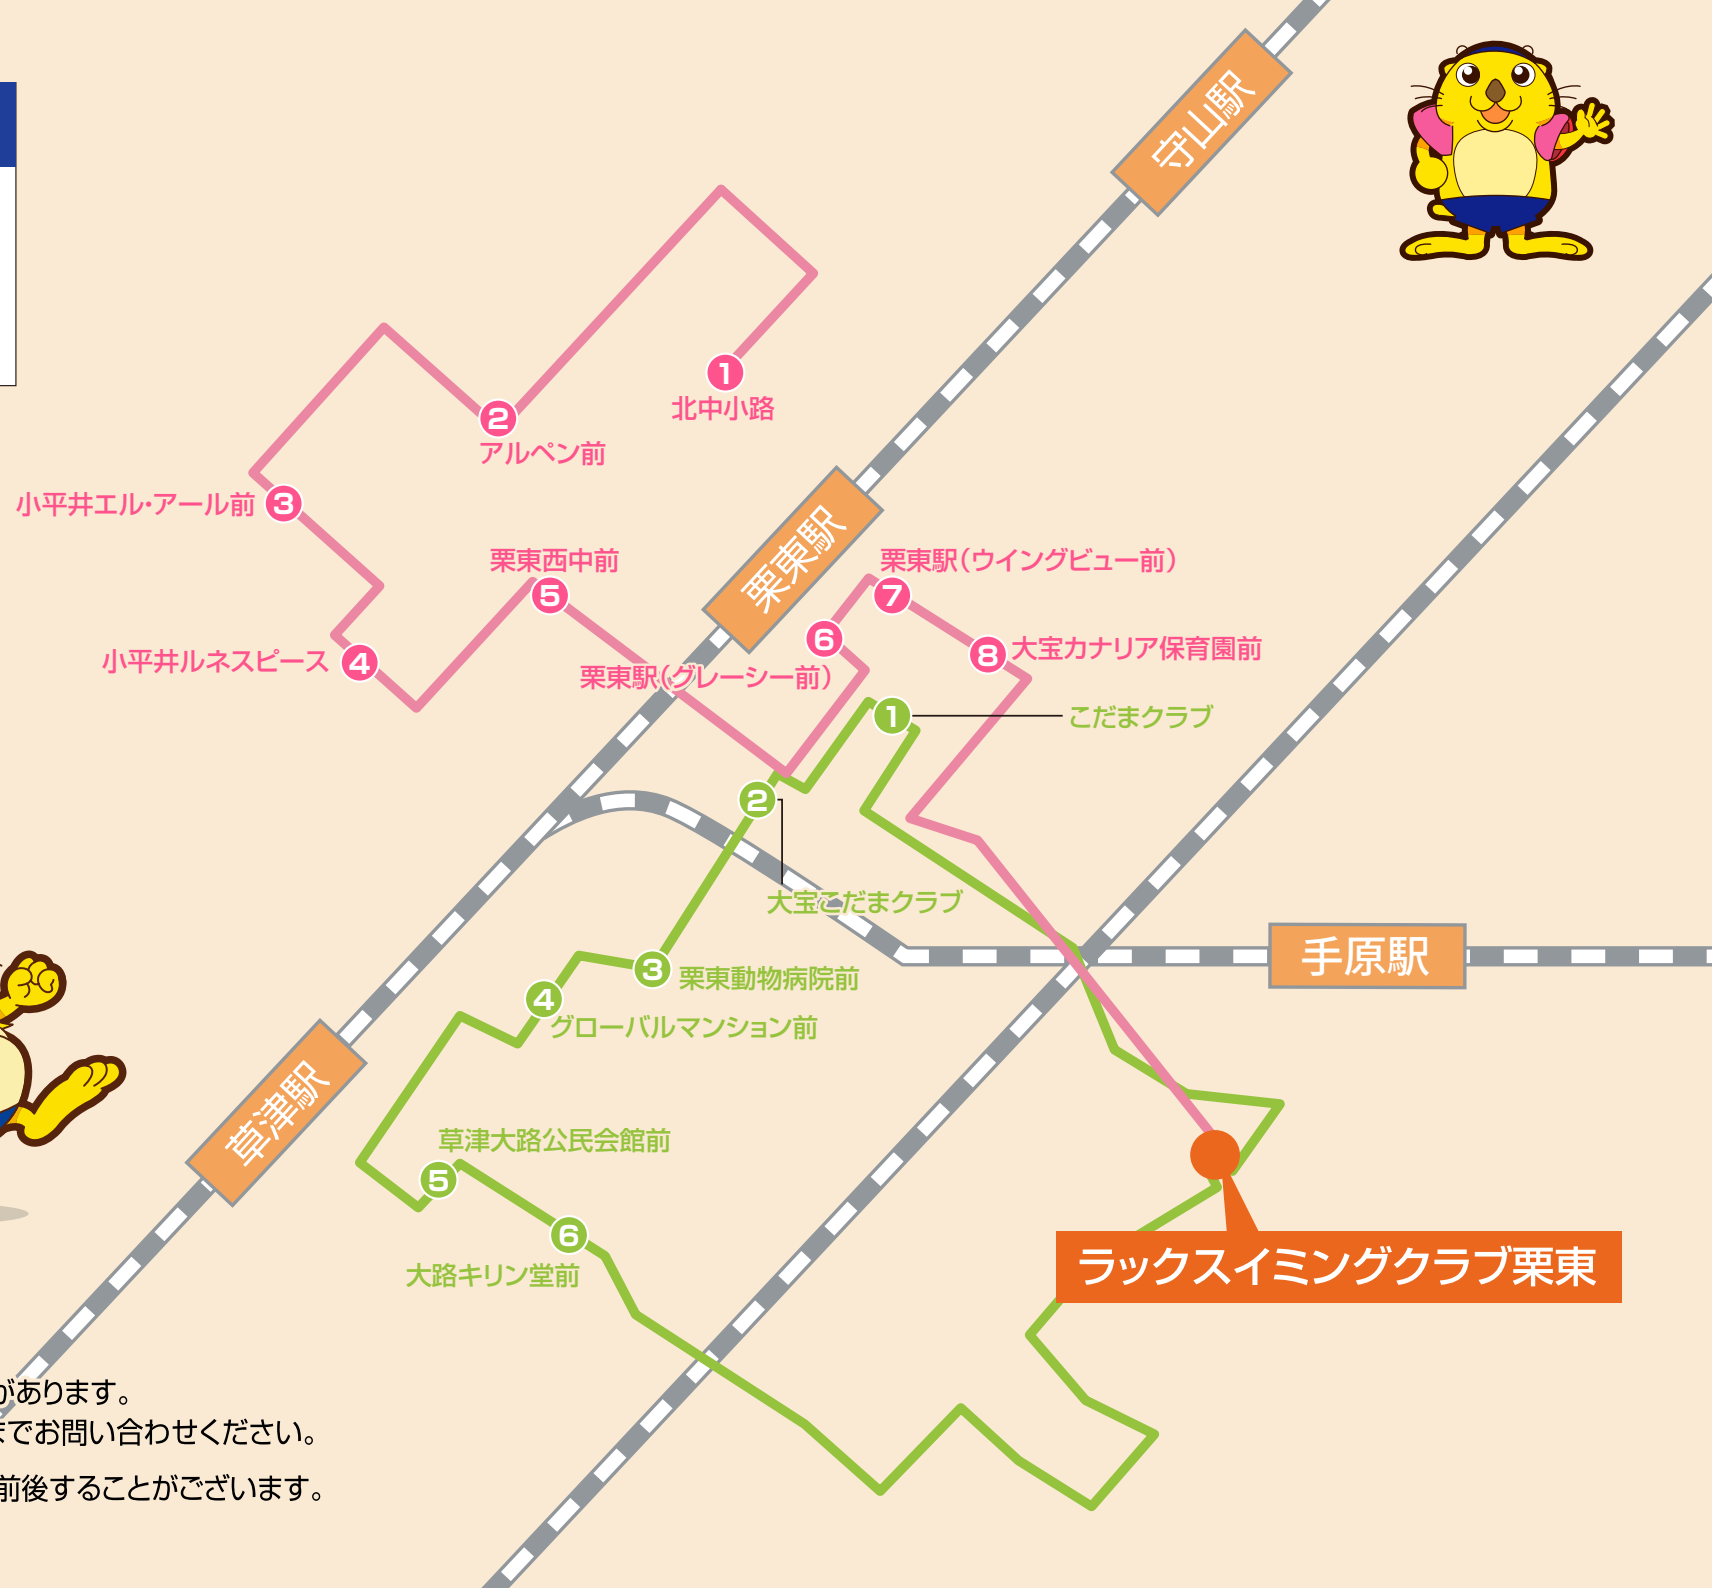 守山駅
1
北中小路
2
アルペン前
小平井エル・アール前
3
栗東駅
栗東西中前
5
栗東駅（ウイングビュー前）
7
6
8
大宝カナリア保育園前
小平井ルネスピース
4
栗東駅（グレーシー前）
1
こだまクラブ
2
大宝こだまクラブ
手原駅
3
栗東動物病院前
4
グローバルマンション前
草津駅
草津大路公民会館前
5
6
大路キリン堂前
ラックスイミングクラブ栗東
があります。
までお問い合わせください。
前後することがございます。